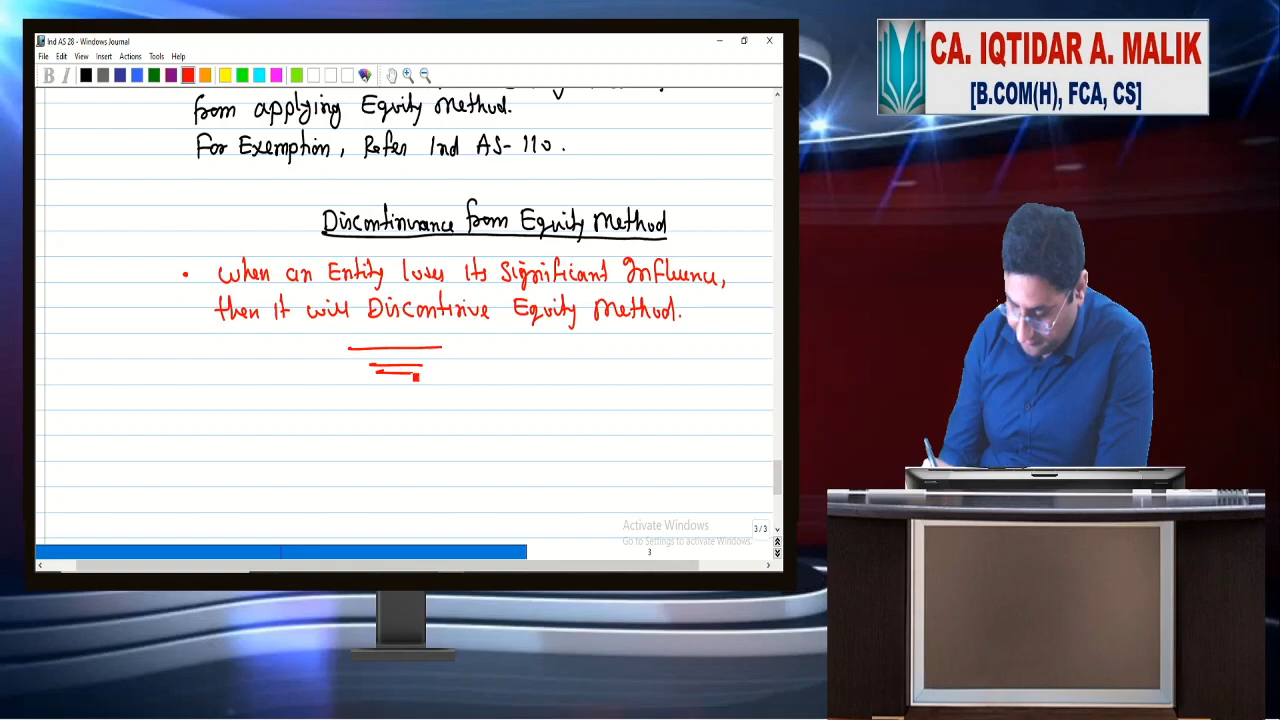 Ind AS 28 - Windows Journal
File Edit View Insert Actions Tools Help
B I
from applying Equity Method.
For Exemption, Refer Ind AS-110.
Discontinuance from Equity Method
• when an Entity loses its Significant Influence,
then it will Discontinue Equity Method.
Activate Windows
Go to Settings to activate Windows.
3/3
3
CA. IQTIDAR A. MALIK
[B.COM(H), FCA, CS]